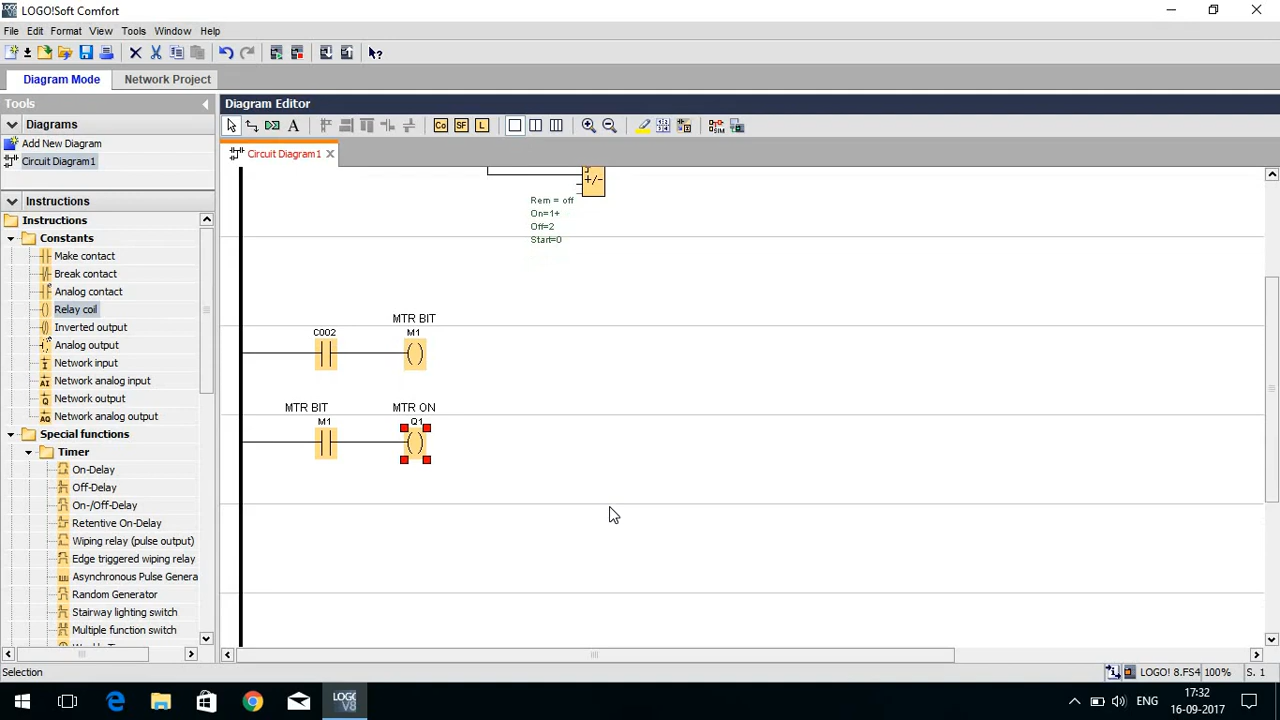 LOGO!Soft Comfort
File Edit Format View Tools Window Help
Diagram Mode Network Project
Tools
Diagrams
Add New Diagram
Circuit Diagram1
Instructions
Instructions
Constants
Make contact
Break contact
Analog contact
Relay coil
Inverted output
Analog output
Network input
Network analog input
Network output
Network analog output
Special functions
Timer
On-Delay
Off-Delay
On-/Off-Delay
Retentive On-Delay
Wiping relay (pulse output)
Edge triggered wiping relay
Asynchronous Pulse Genera
Random Generator
Stairway lighting switch
Multiple function switch
Diagram Editor
A Co SF L
Circuit Diagram1
+/-
Rem = off
On=1+
Off=2
Start=0
MTR BIT
C002 M1
MTR BIT MTR ON
M1 Q1
Selection
LOGO! 8.FS4 100% S. 1
ENG
17:32
16-09-2017